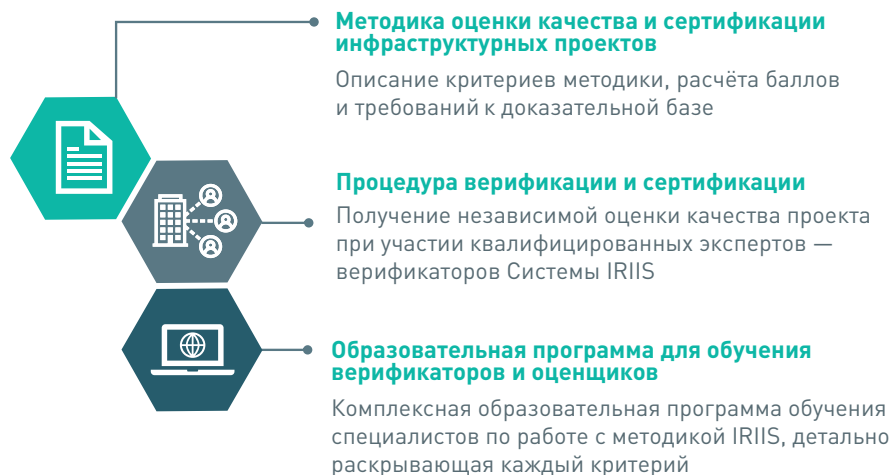 Методика оценки качества и сертификации
инфраструктурных проектов
Описание критериев методики, расчёта баллов
и требований к доказательной базе
Процедура верификации и сертификации
Получение независимой оценки качества проекта
при участии квалифицированных экспертов —
верификаторов Системы IRIIS
Образовательная программа для обучения
верификаторов и оценщиков
Комплексная образовательная программа обучения
специалистов по работе с методикой IRIIS, детально
раскрывающая каждый критерий